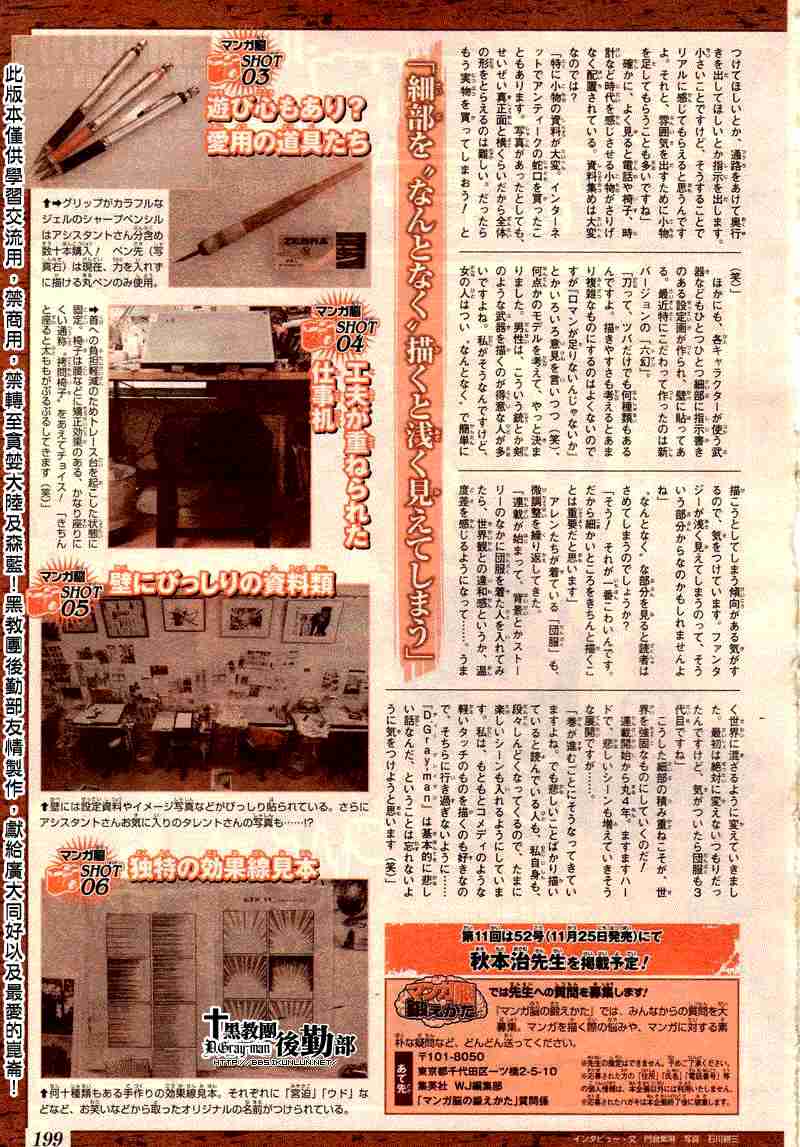 つけてほしいとか、通路をあけて奥行
きを出してほしいとか指示を出します。
小さいことですけど、そうすることで
リアルに感じてもらえると思うんです
よ。それと、雰囲気を出すために小物
を足してもらうことも多いですね」
　確かに、よく見ると電話や椅子、時
計など時代を感じさせる小物がさりげ
なく配置されている。資料集めは大変
なのでは？
「特に小物の資料が大変。インターネ
ットでアンティークの蛇口を買ったこ
ともあります。写真があったとしても、
せいぜい真正面と横くらいだから全体
の形をとらえるのは難しい。だったら
もう実物を買ってしまおう！　と
(笑)」
　ほかにも、各キャラクターが使う武
器などもひとつひとつ細部に指示書き
のある設定画が作られ、壁に貼ってあ
る。最近特にこだわって作ったのは新
バージョンの「六幻」。
「刀って、ツバだけでも何種類もある
んですよ。描きやすさも考えるとあま
り複雑なものにするのはよくないので
すが『ロマンが足りないんじゃないか』
とかいろいろ意見を言いつつ(笑)、
何点かのモデルを考えて、やっと決ま
りました。男性は、こういう銃とか剣
のような武器を描くのが得意な人が多
いですよね。私がそうなんですけど、
女の人はつい〝なんとなく〟で簡単に
描こうとしてしまう傾向がある気がす
るので、気をつけています。ファンタ
ジーが浅く見えてしまうのって、そう
いう部分からなのかもしれませんよ
ね」
〝なんとなく〟な部分を見ると読者は
さめてしまうのでしょうか？
「そう！　それが一番こわいんです。
だから細かいところをきちんと描くこ
とは重要だと思います」
　アレンたちが着ている「団服」も、
微調整を繰り返してきた。
「連載が始まって、背景とかストー
リーのなかに団服を着た人を入れてみ
たら、世界観との違和感というか、温
度差を感じるようになって……。うま
く世界に混ざるように変えていきまし
た。最初は絶対に変えないつもりだっ
たんですけど、気がついたら団服も3
代目ですね」
　こうした細部の積み重ねこそが、世
界を強固なものにしていくのだ！
　連載開始から丸4年。ますますハー
ドで、悲しいシーンも増えていきそう
な展開ですが……。
「巻が進むごとにそうなってきてい
ますよね。でも悲しいことばかり描い
ていると読んでいる人も、私自身も、
段々しんどくなってくるので、たまに
楽しいシーンも入れるようにしていま
す。私は、もともとコメディのような
軽いタッチのものを描くのも好きなの
で、そちらに行き過ぎないように……
『D.Gray-man』は基本的に悲し
い話なんだ、ということは忘れないよ
うに気をつけようと思います(笑)」
「細部を〝なんとなく〟描くと浅く見えてしまう」
マンガ脳
SHOT
03
遊び心もあり？
愛用の道具たち
ZEBRA
⬆➡グリップがカラフルな
ジェルのシャープペンシル
はアシスタントさん分含め
数十本購入！　ペン先(写
真右)は現在、力を入れず
に描ける丸ペンのみ使用。
マンガ脳
SHOT
04
工夫が重ねられた
仕事机
➡首への負担軽減のためトレース台を起こした状態に
固定。椅子は腰などに矯正効果のある、かなり座りに
くい通称〝拷問椅子〟をあえてチョイス！「きちん
と座ると太ももがぷるぷるしてきます(笑)」
マンガ脳
SHOT
05
壁にびっしりの資料類
⬆壁には設定資料やイメージ写真などがびっしり貼られている。さらに
アシスタントさんお気に入りのタレントさんの写真も……!?
マンガ脳
SHOT
06
独特の効果線見本
黑教團
D.Gray-man
後勤部
http://bbs.kunlun.net/
⬆何十種類もある手作りの効果線見本。それぞれに「宮迫」「ウド」な
どなど、お笑いなどから取ったオリジナルの名前がつけられている。
第11回は52号(11月25日発売)にて
秋本治先生を掲載予定！
マンガ脳の
鍛えかた
では先生への質問を募集します！
『マンガ脳の鍛えかた』では、みんなからの質問を大
募集。マンガを描く際の悩みや、マンガに対する素
朴な疑問など、どんどん送ってください。
あて先
〒101-8050
東京都千代田区一ツ橋2-5-10
集英社　WJ編集部
「マンガ脳の鍛えかた」質問係
※先生の指定はできません。予めご了承ください。
※応募された方の「住所」「氏名」「電話番号」等
の個人情報は、本企画以外には利用いたしません。
※応募されたハガキは本企画終了後に破棄します。
此版本僅供學習交流用，禁商用，禁轉至貪婪大陸及森藍！黑教團後勤部友情製作，獻給廣大同好以及最愛的崑崙！
199